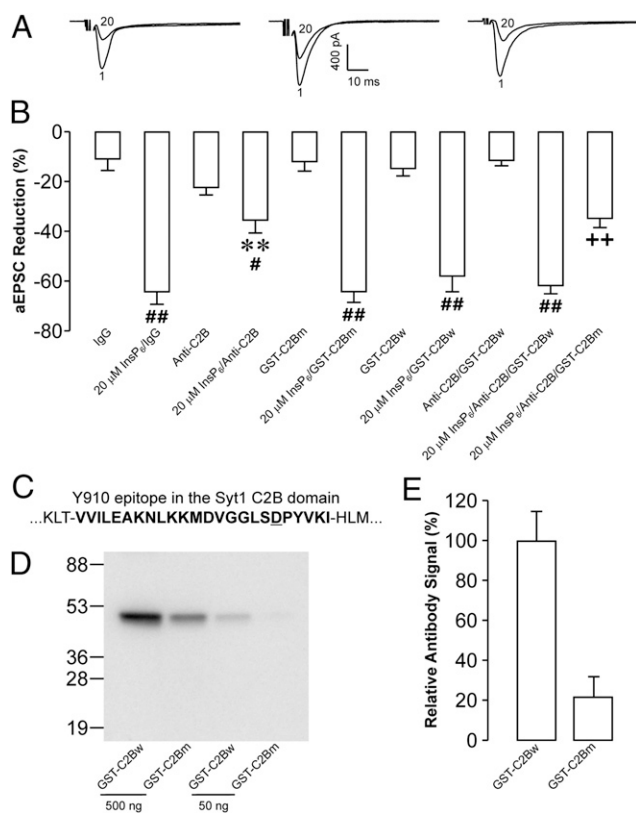 A
20
1
20
1
400 pA
10 ms
20
1
B
aEPSC Reduction (%)
0
-20
-40
-60
-80
##
**
#
##
##
##
++
IgG
20 μM InsP₆/IgG
Anti-C2B
20 μM InsP₆/Anti-C2B
GST-C2Bm
20 μM InsP₆/GST-C2Bm
GST-C2Bw
20 μM InsP₆/GST-C2Bw
Anti-C2B/GST-C2Bw
20 μM InsP₆/Anti-C2B/GST-C2Bw
20 μM InsP₆/Anti-C2B/GST-C2Bm
C
Y910 epitope in the Syt1 C2B domain
...KLT-VVILEAKNLKKMDVGGLSDPYVKI-HLM...
D
88
53
36
28
19
GST-C2Bw
GST-C2Bm
GST-C2Bw
GST-C2Bm
500 ng
50 ng
E
Relative Antibody Signal (%)
120
100
80
60
40
20
0
GST-C2Bw
GST-C2Bm